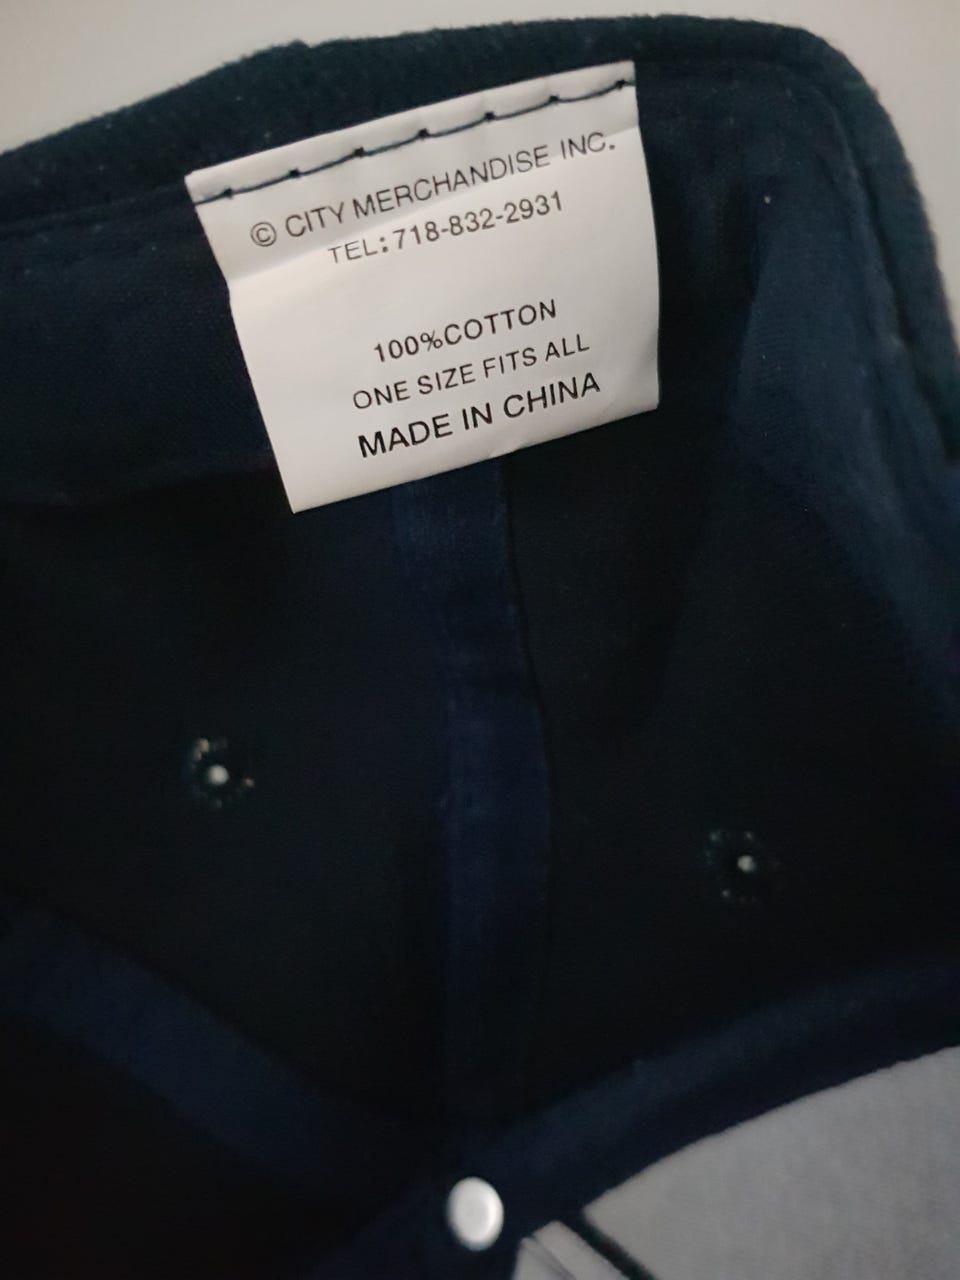 © CITY MERCHANDISE INC.
TEL:718-832-2931
100%COTTON
ONE SIZE FITS ALL
MADE IN CHINA